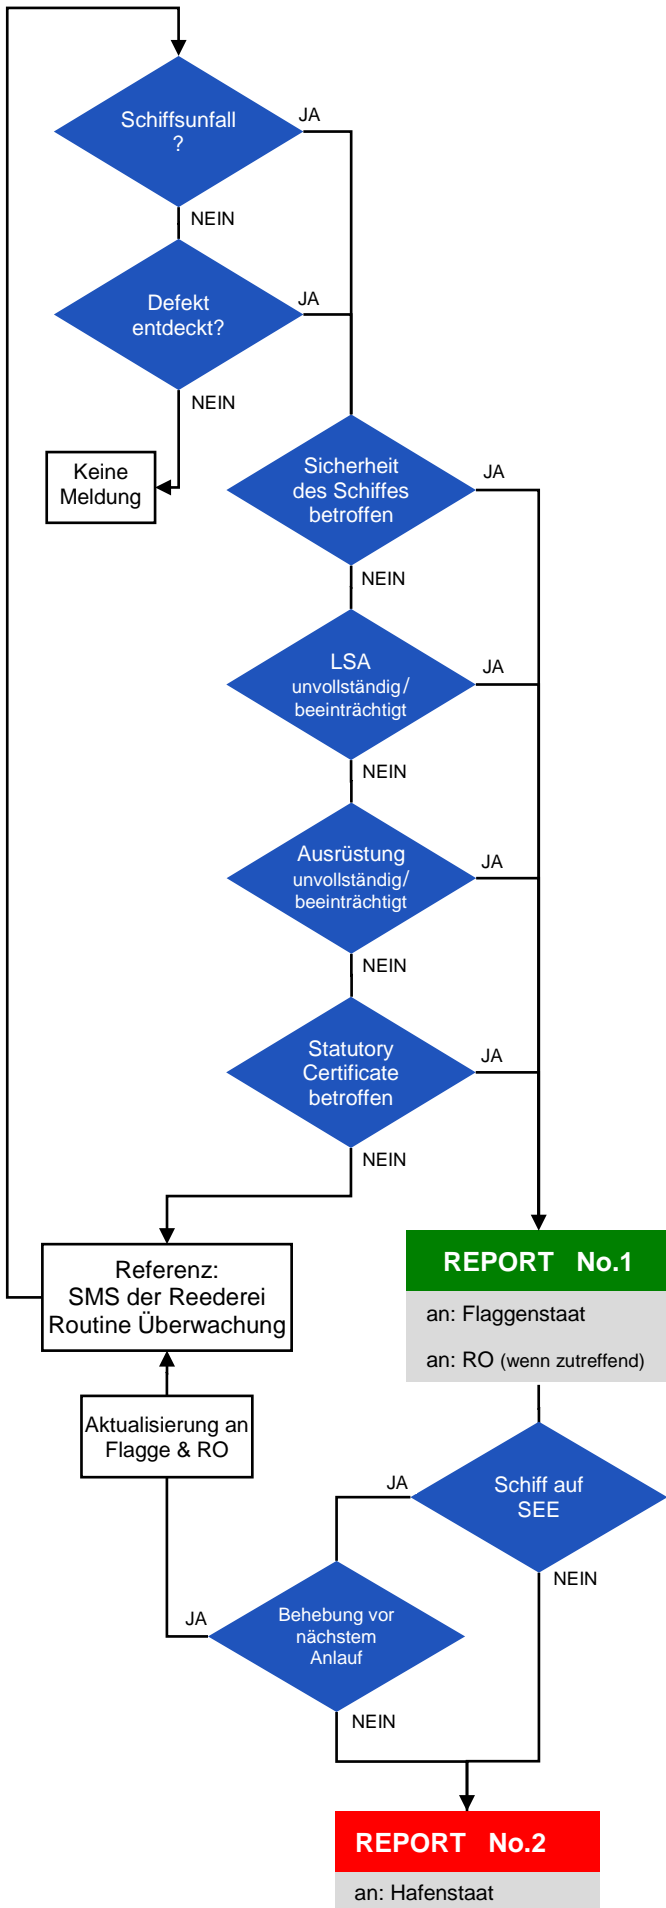 Schiffsunfall
?
JA
NEIN
Defekt
entdeckt?
JA
NEIN
Keine
Meldung
Sicherheit
des Schiffes
betroffen
JA
NEIN
LSA
unvollständig/
beeinträchtigt
JA
NEIN
Ausrüstung
unvollständig/
beeinträchtigt
JA
NEIN
Statutory
Certificate
betroffen
JA
NEIN
Referenz:
SMS der Reederei
Routine Überwachung
REPORT No.1
an: Flaggenstaat
an: RO (wenn zutreffend)
Aktualisierung an
Flagge & RO
Schiff auf
SEE
JA
NEIN
Behebung vor
nächstem
Anlauf
JA
NEIN
REPORT No.2
an: Hafenstaat